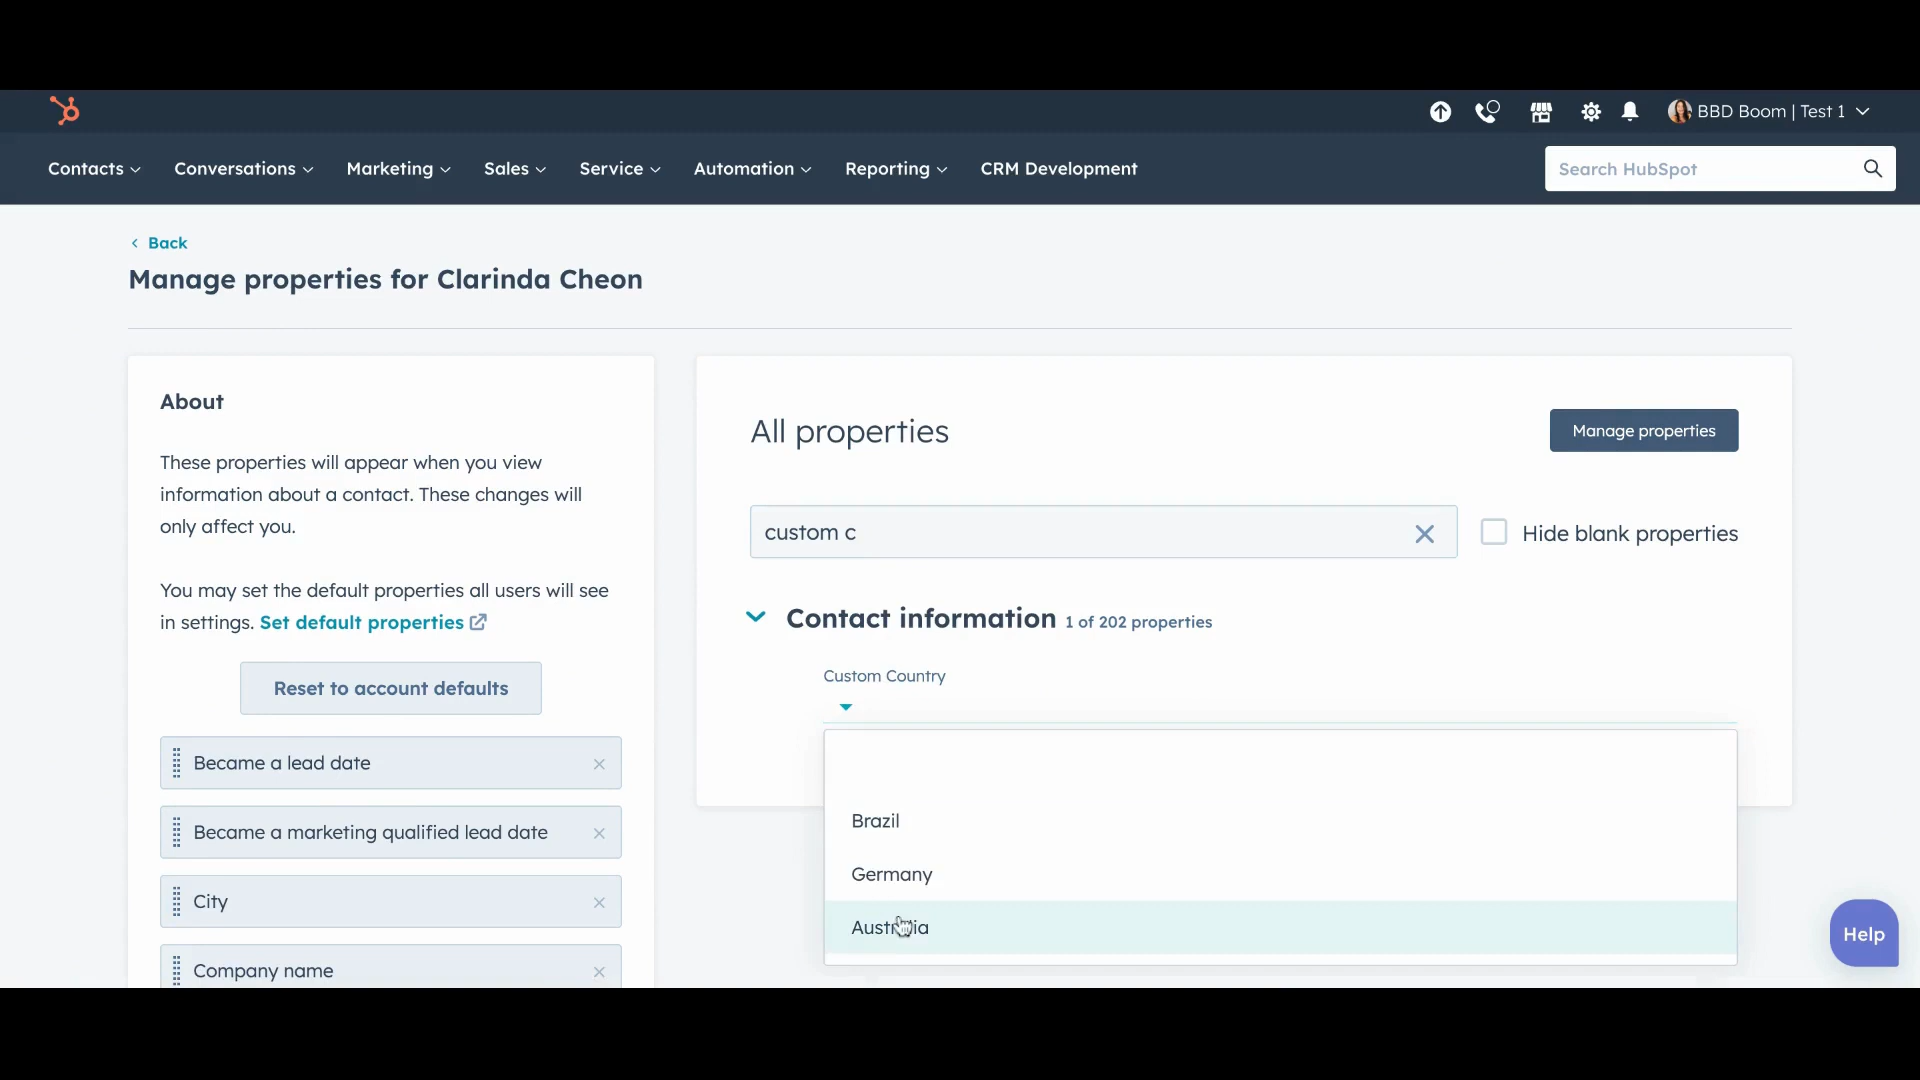 BBD Boom | Test 1
Contacts Conversations Marketing Sales Service Automation Reporting CRM Development
Search HubSpot
Back
Manage properties for Clarinda Cheon
About
These properties will appear when you view
information about a contact. These changes will
only affect you.
You may set the default properties all users will see
in settings. Set default properties
Reset to account defaults
Became a lead date
Became a marketing qualified lead date
City
Company name
All properties
Manage properties
custom c
Hide blank properties
Contact information 1 of 202 properties
Custom Country
Brazil
Germany
Australia
Help